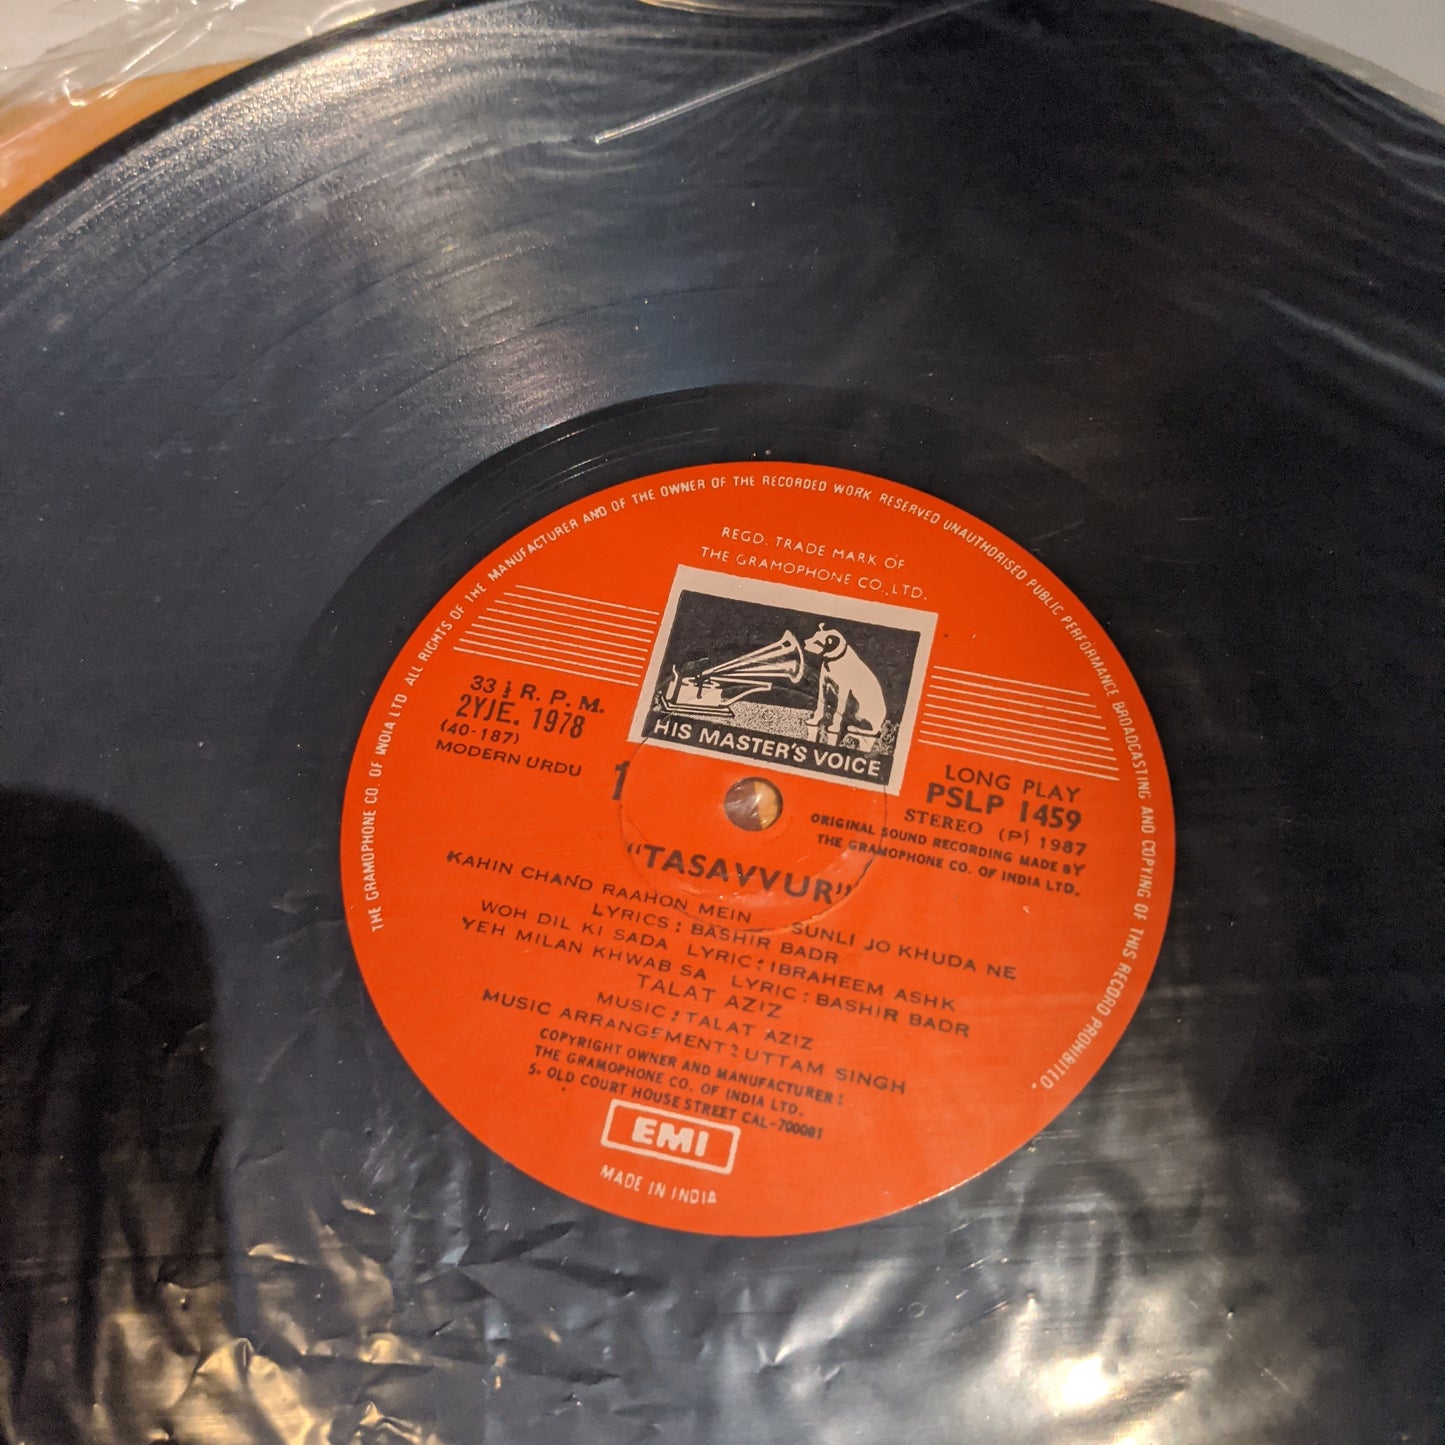 THE GRAMOPHONE CO. OF INDIA LTD ALL RIGHTS OF THE MANUFACTURER AND OF THE OWNER OF THE RECORDED WORK RESERVED UNAUTHORISED PUBLIC PERFORMANCE BROADCASTING AND COPYING OF THIS RECORD PROHIBITED.
REGD. TRADE MARK OF
THE GRAMOPHONE CO., LTD.
HIS MASTER'S VOICE
33 ⅓ R. P. M.
2YJE. 1978
(40-187)
MODERN URDU
1
LONG PLAY
PSLP 1459
STEREO (P) 1987
ORIGINAL SOUND RECORDING MADE BY
THE GRAMOPHONE CO. OF INDIA LTD.
"TASAVVUR"
KAHIN CHAND RAAHON MEIN SUNLI JO KHUDA NE
LYRICS : BASHIR BADR
WOH DIL KI SADA LYRIC : IBRAHEEM ASHK
YEH MILAN KHWAB SA LYRIC : BASHIR BADR
TALAT AZIZ
MUSIC : TALAT AZIZ
MUSIC ARRANGEMENT : UTTAM SINGH
COPYRIGHT OWNER AND MANUFACTURER :
THE GRAMOPHONE CO. OF INDIA LTD.
5. OLD COURT HOUSE STREET CAL-700001
EMI
MADE IN INDIA